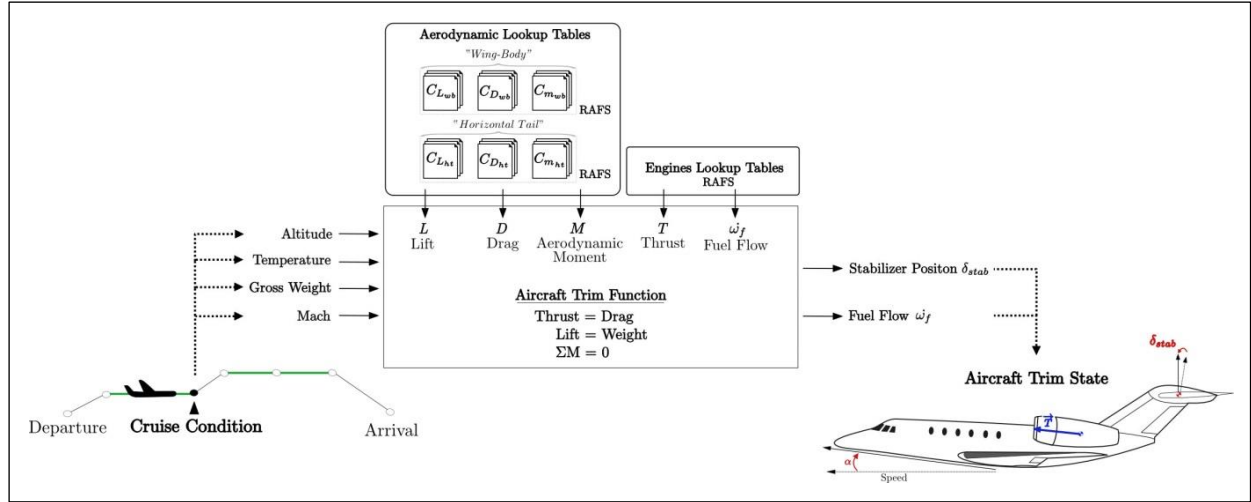 Aerodynamic Lookup Tables
"Wing-Body"
C_{L_{wb}} C_{D_{wb}} C_{m_{wb}}
RAFS
"Horizontal Tail"
C_{L_{ht}} C_{D_{ht}} C_{m_{ht}}
RAFS
Engines Lookup Tables
RAFS
L D M T ω̇_f
Lift Drag Aerodynamic Moment Thrust Fuel Flow
Altitude
Temperature
Gross Weight
Mach
Aircraft Trim Function
Thrust = Drag
Lift = Weight
ΣM = 0
Stabilizer Positon δ_{stab}
Fuel Flow ω̇_f
Departure
Cruise Condition
Arrival
Aircraft Trim State
δ_{stab}
T⃗
α
Speed